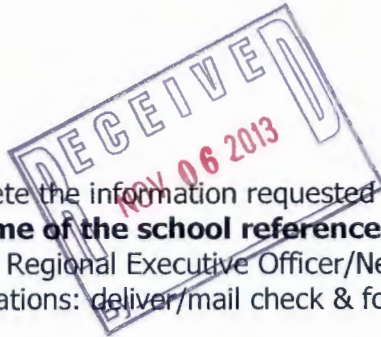 RECEIVED
NOV 06 2013
By
ete the information requested
me of the school reference
Regional Executive Officer/Ne
ations: deliver/mail check & fo